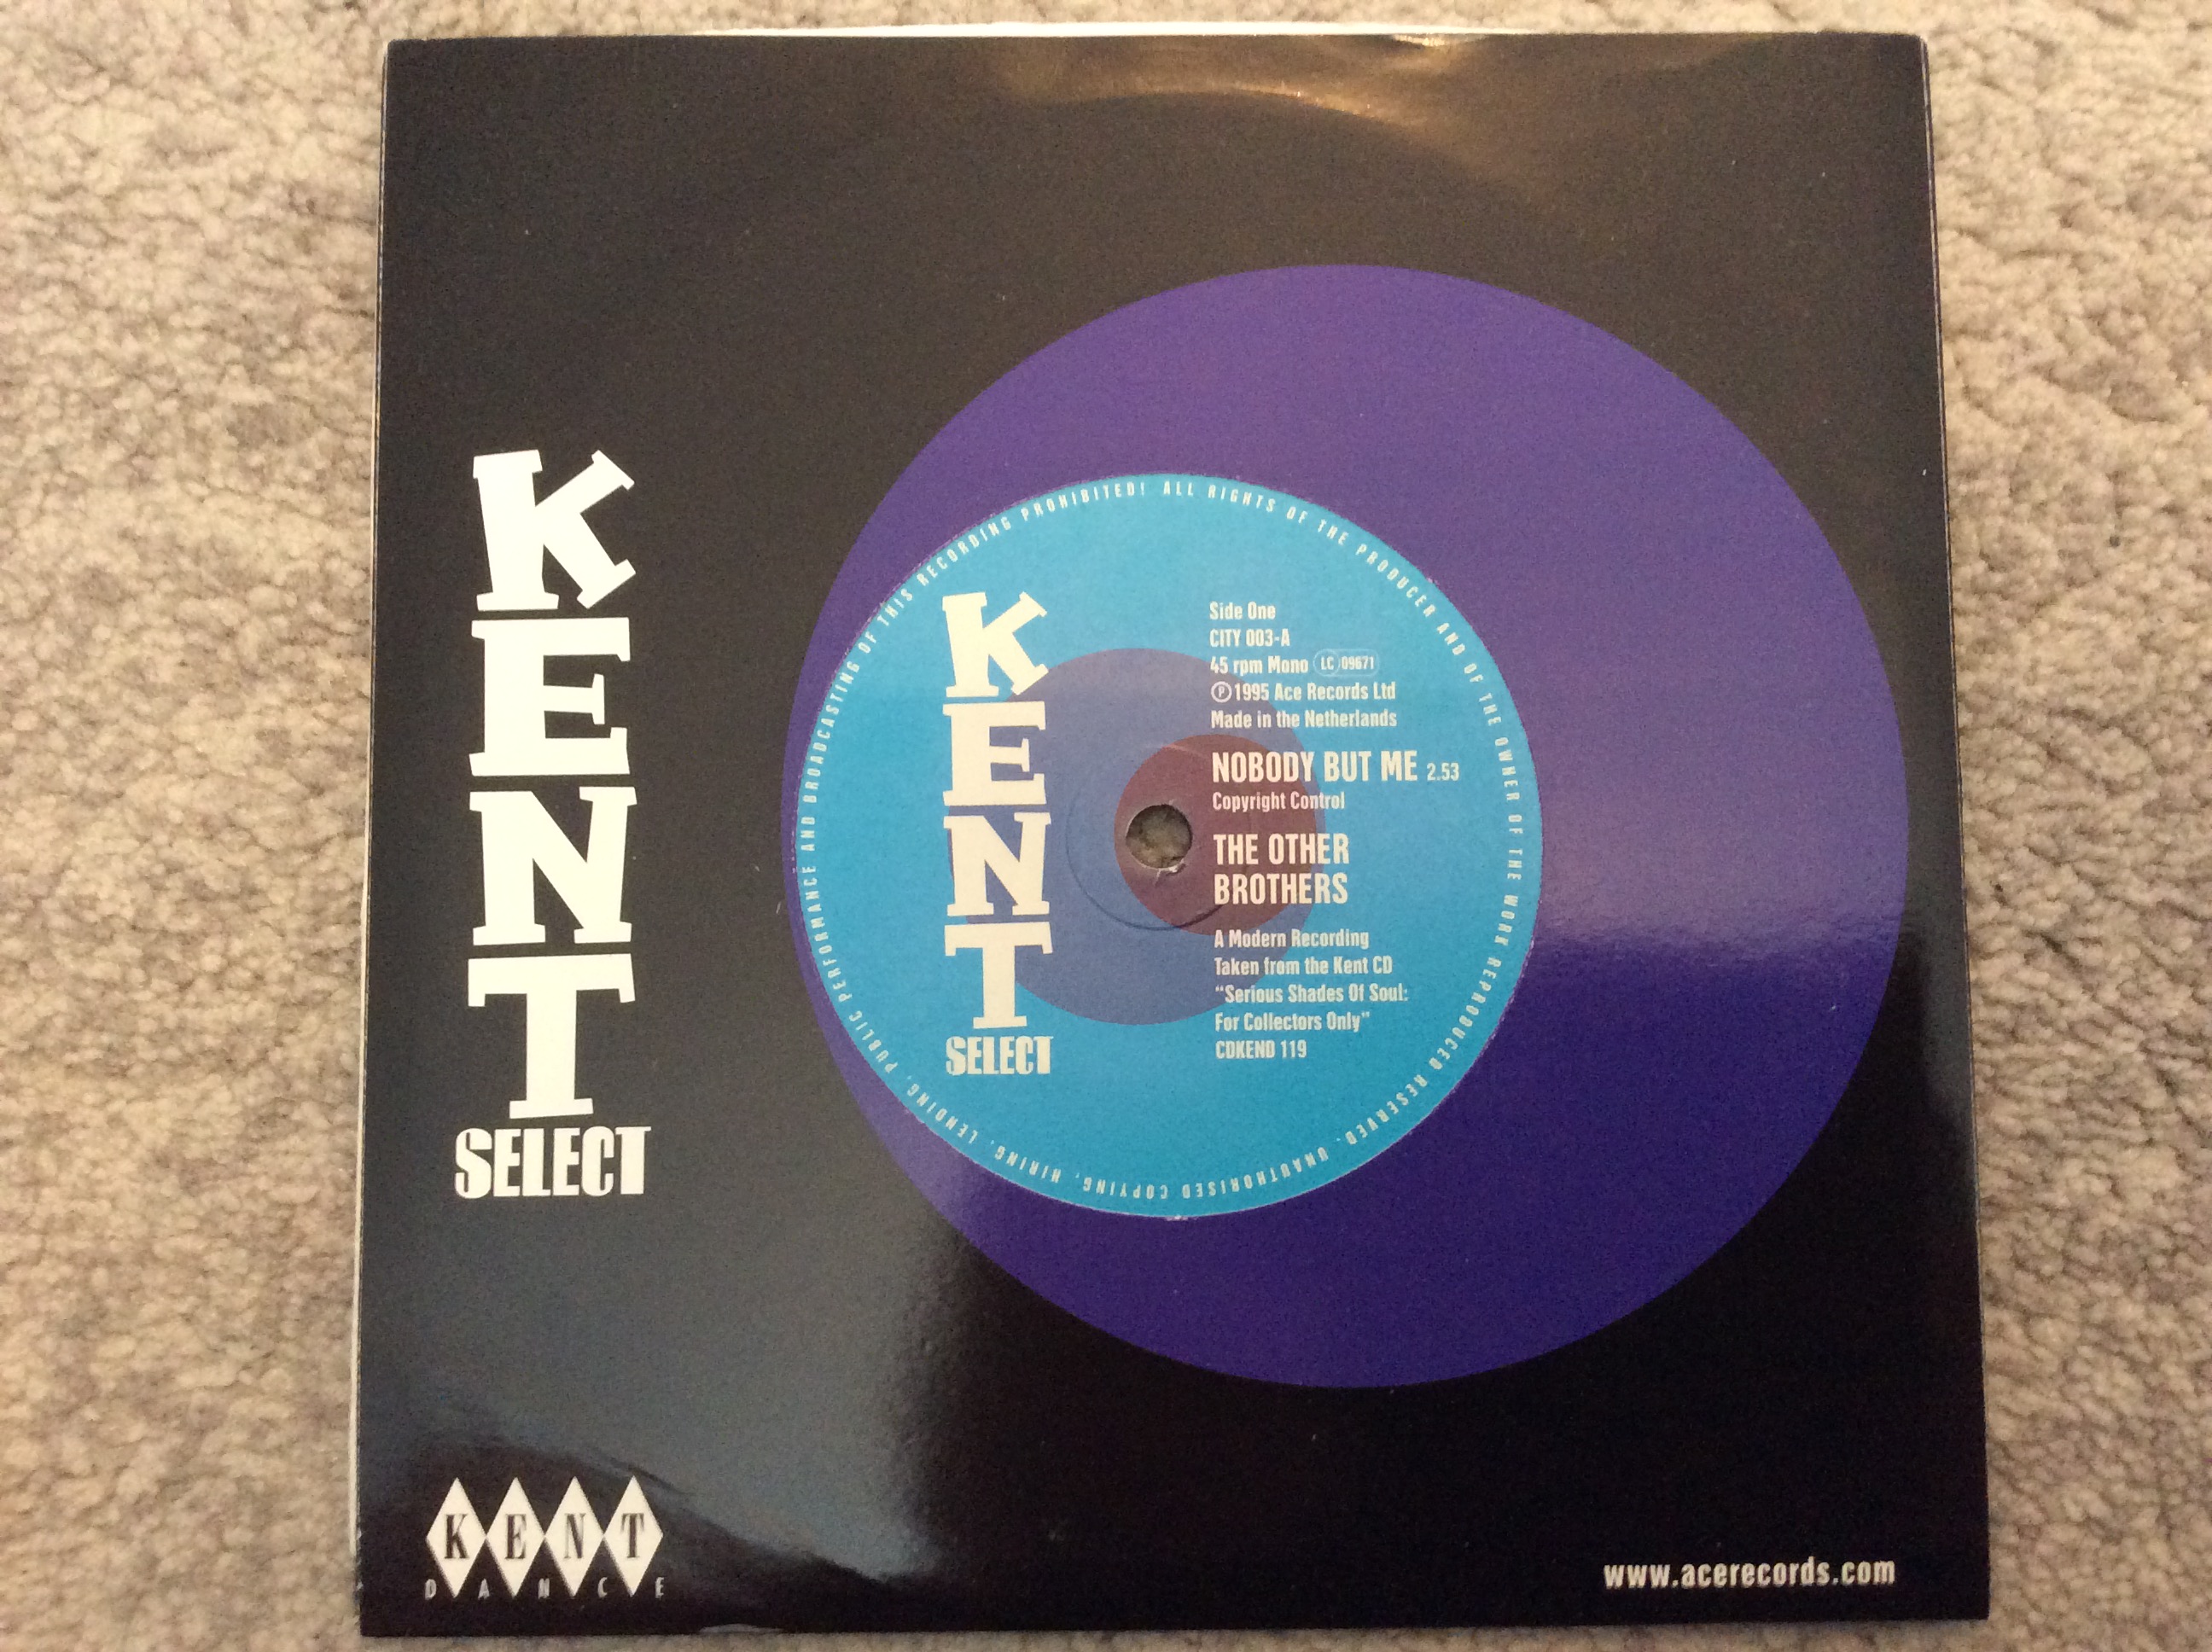 KENT
SELECT
KENT
DANCE
www.acerecords.com
KENT
SELECT
Side One
CITY 003-A
45 rpm Mono LC 09671
℗1995 Ace Records Ltd
Made in the Netherlands
NOBODY BUT ME 2.53
Copyright Control
THE OTHER
BROTHERS
A Modern Recording
Taken from the Kent CD
"Serious Shades Of Soul:
For Collectors Only"
CDKEND 119
ALL RIGHTS OF THE PRODUCER AND OF THE OWNER OF THE WORK REPRODUCED RESERVED. UNAUTHORISED COPYING, HIRING, LENDING, PUBLIC PERFORMANCE AND BROADCASTING OF THIS RECORDING PROHIBITED!